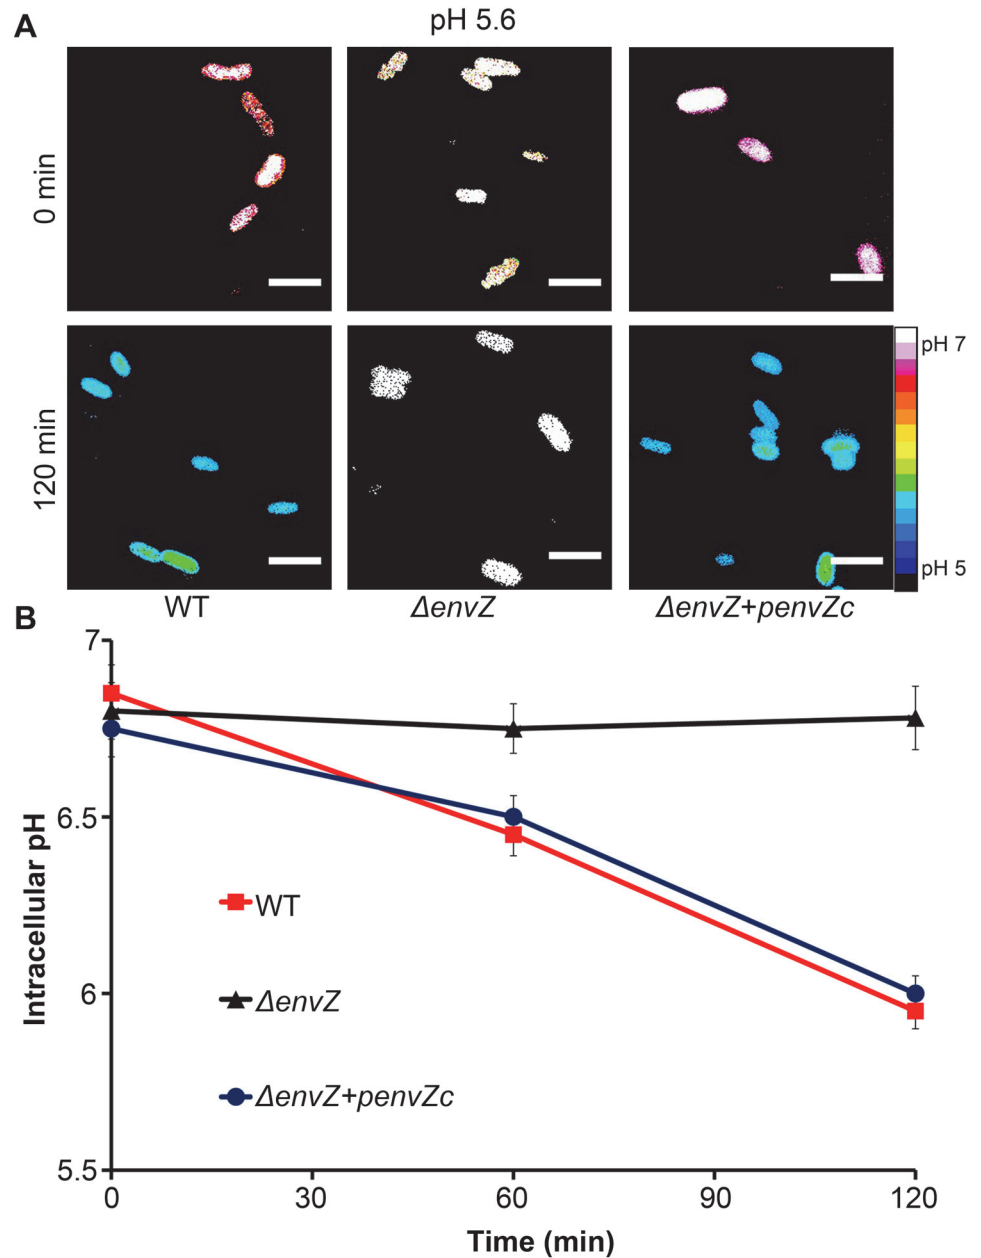 A
pH 5.6
0 min
120 min
pH 7
pH 5
WT
ΔenvZ
ΔenvZ+penvZc
B
7
6.5
6
5.5
Intracellular pH
WT
ΔenvZ
ΔenvZ+penvZc
0
30
60
90
120
Time (min)